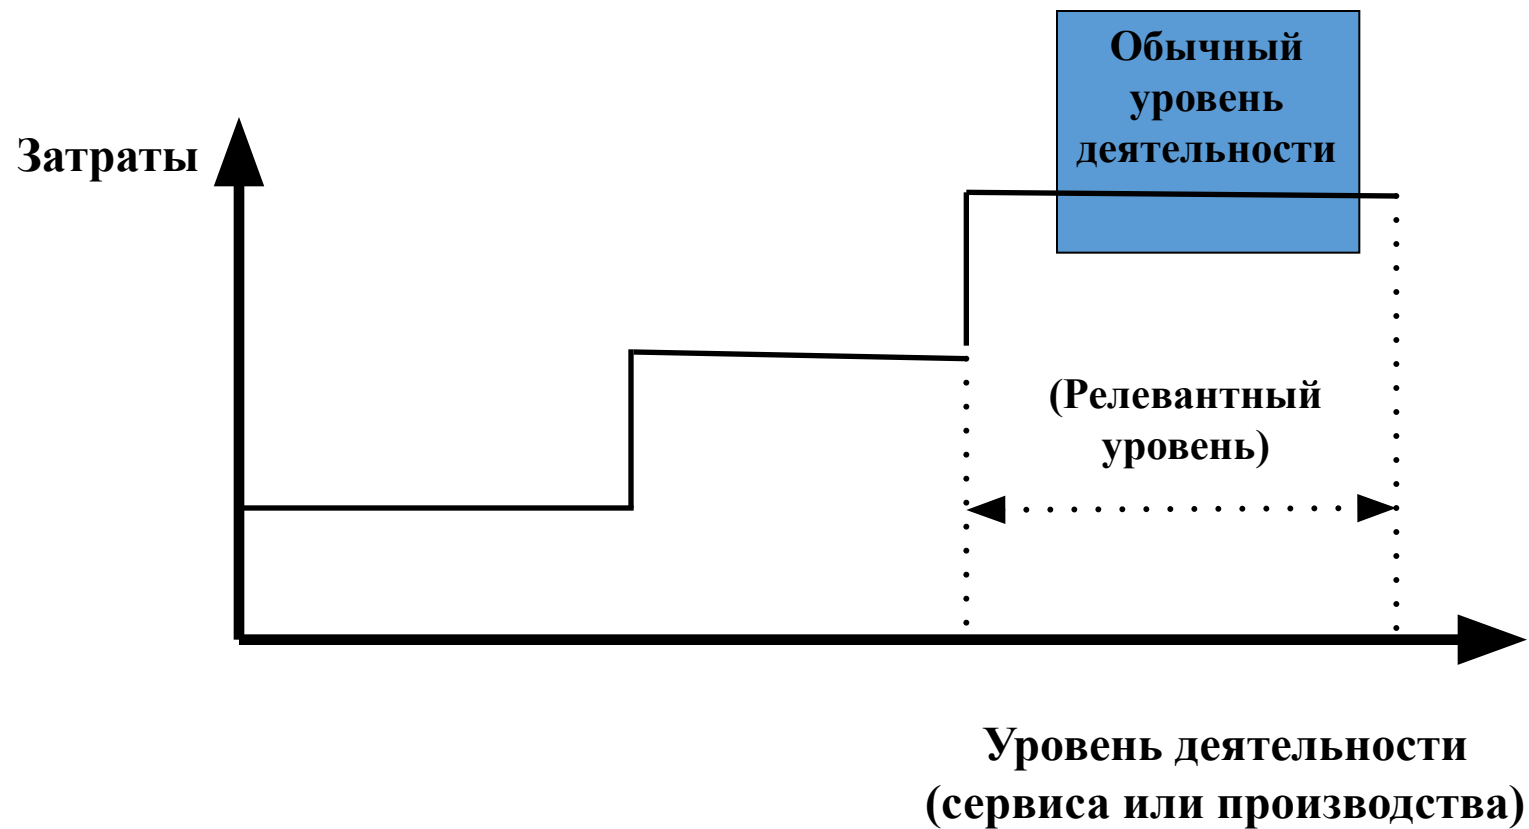 Обычный
уровень
деятельности
Затраты
(Релевантный
уровень)
Уровень деятельности
(сервиса или производства)